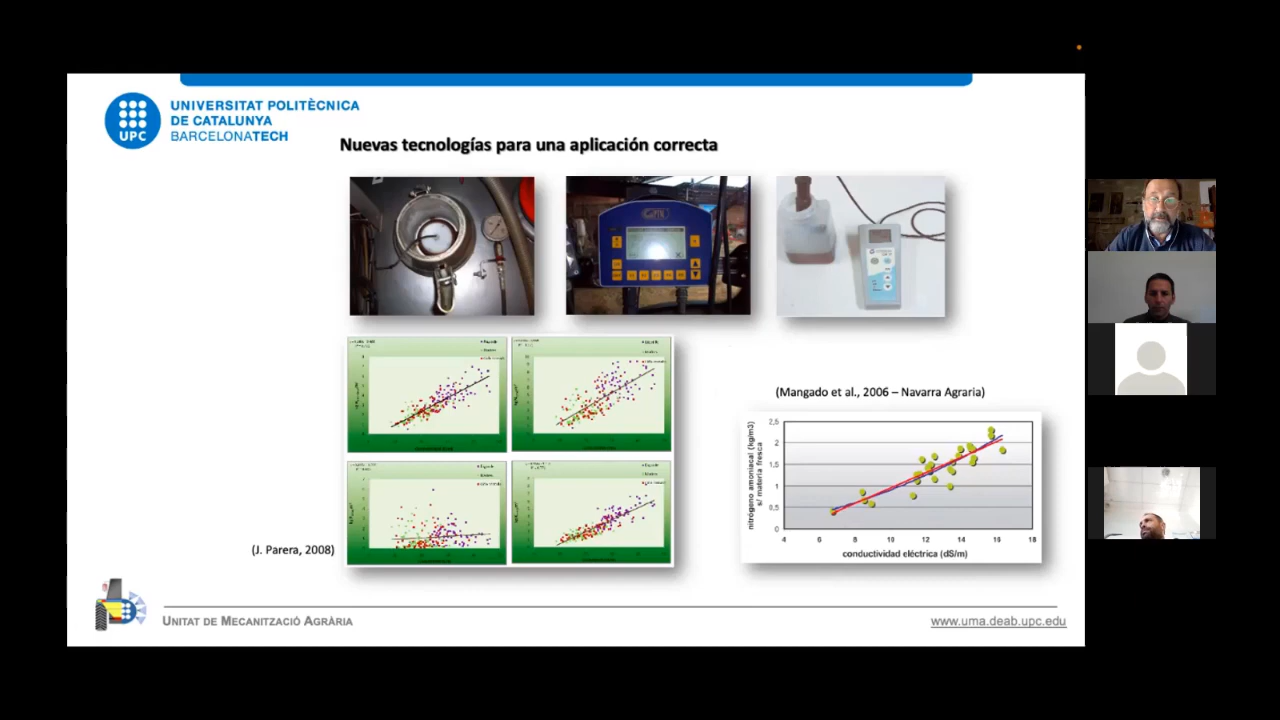 UNIVERSITAT POLITÈCNICA
DE CATALUNYA
BARCELONATECH
UPC
Nuevas tecnologías para una aplicación correcta
(Mangado et al., 2006 – Navarra Agraria)
nitrógeno amoniacal (kg/m3)
s/ materia fresca
2,5
2
1,5
1
0,5
0
4 6 8 10 12 14 16 18
conductividad eléctrica (dS/m)
(J. Parera, 2008)
UNITAT DE MECANITZACIÓ AGRÀRIA
www.uma.deab.upc.edu